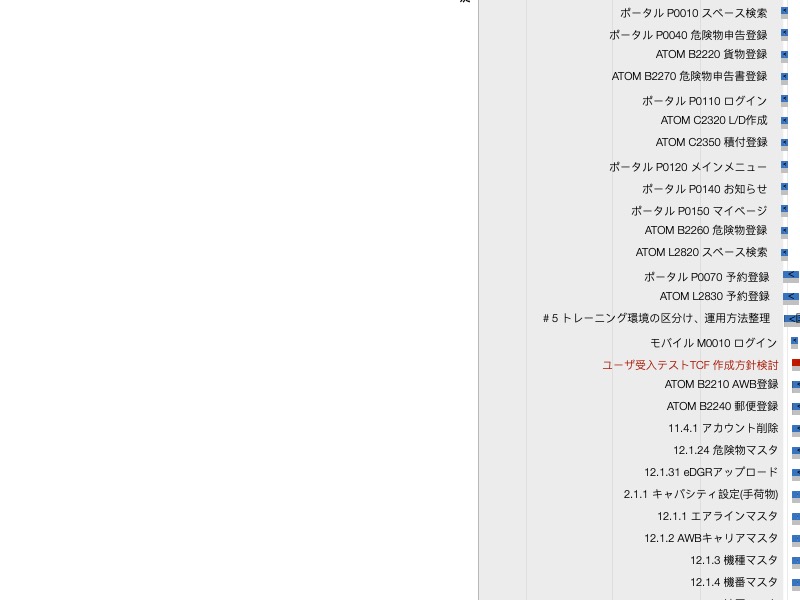 ポータル P0010 スペース検索
ポータル P0040 危険物申告登録
ATOM B2220 貨物登録
ATOM B2270 危険物申告書登録
ポータル P0110 ログイン
ATOM C2320 L/D作成
ATOM C2350 積付登録
ポータル P0120 メインメニュー
ポータル P0140 お知らせ
ポータル P0150 マイページ
ATOM B2260 危険物登録
ATOM L2820 スペース検索
ポータル P0070 予約登録
ATOM L2830 予約登録
#５トレーニング環境の区分け、運用方法整理
モバイル M0010 ログイン
ユーザ受入テストTCF 作成方針検討
ATOM B2210 AWB登録
ATOM B2240 郵便登録
11.4.1 アカウント削除
12.1.24 危険物マスタ
12.1.31 eDGRアップロード
2.1.1 キャパシティ設定(手荷物)
12.1.1 エアラインマスタ
12.1.2 AWBキャリアマスタ
12.1.3 機種マスタ
12.1.4 機番マスタ